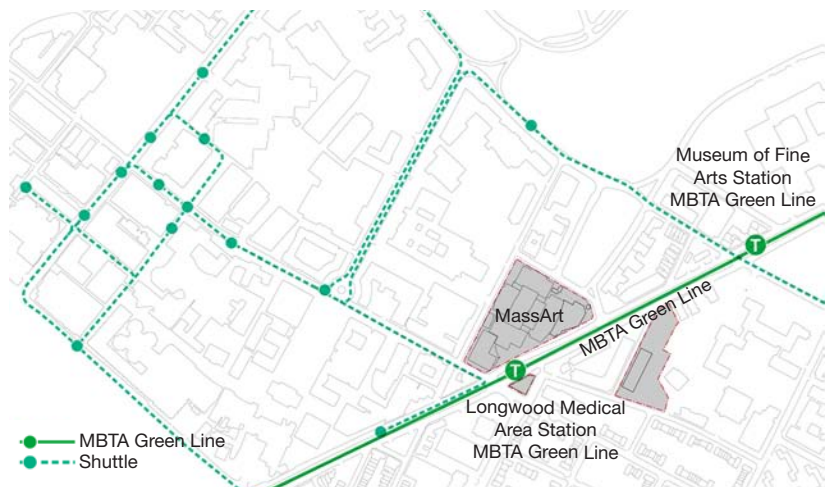 Museum of Fine
Arts Station
MBTA Green Line
T
MassArt
MBTA Green Line
T
Longwood Medical
Area Station
MBTA Green Line
MBTA Green Line
Shuttle